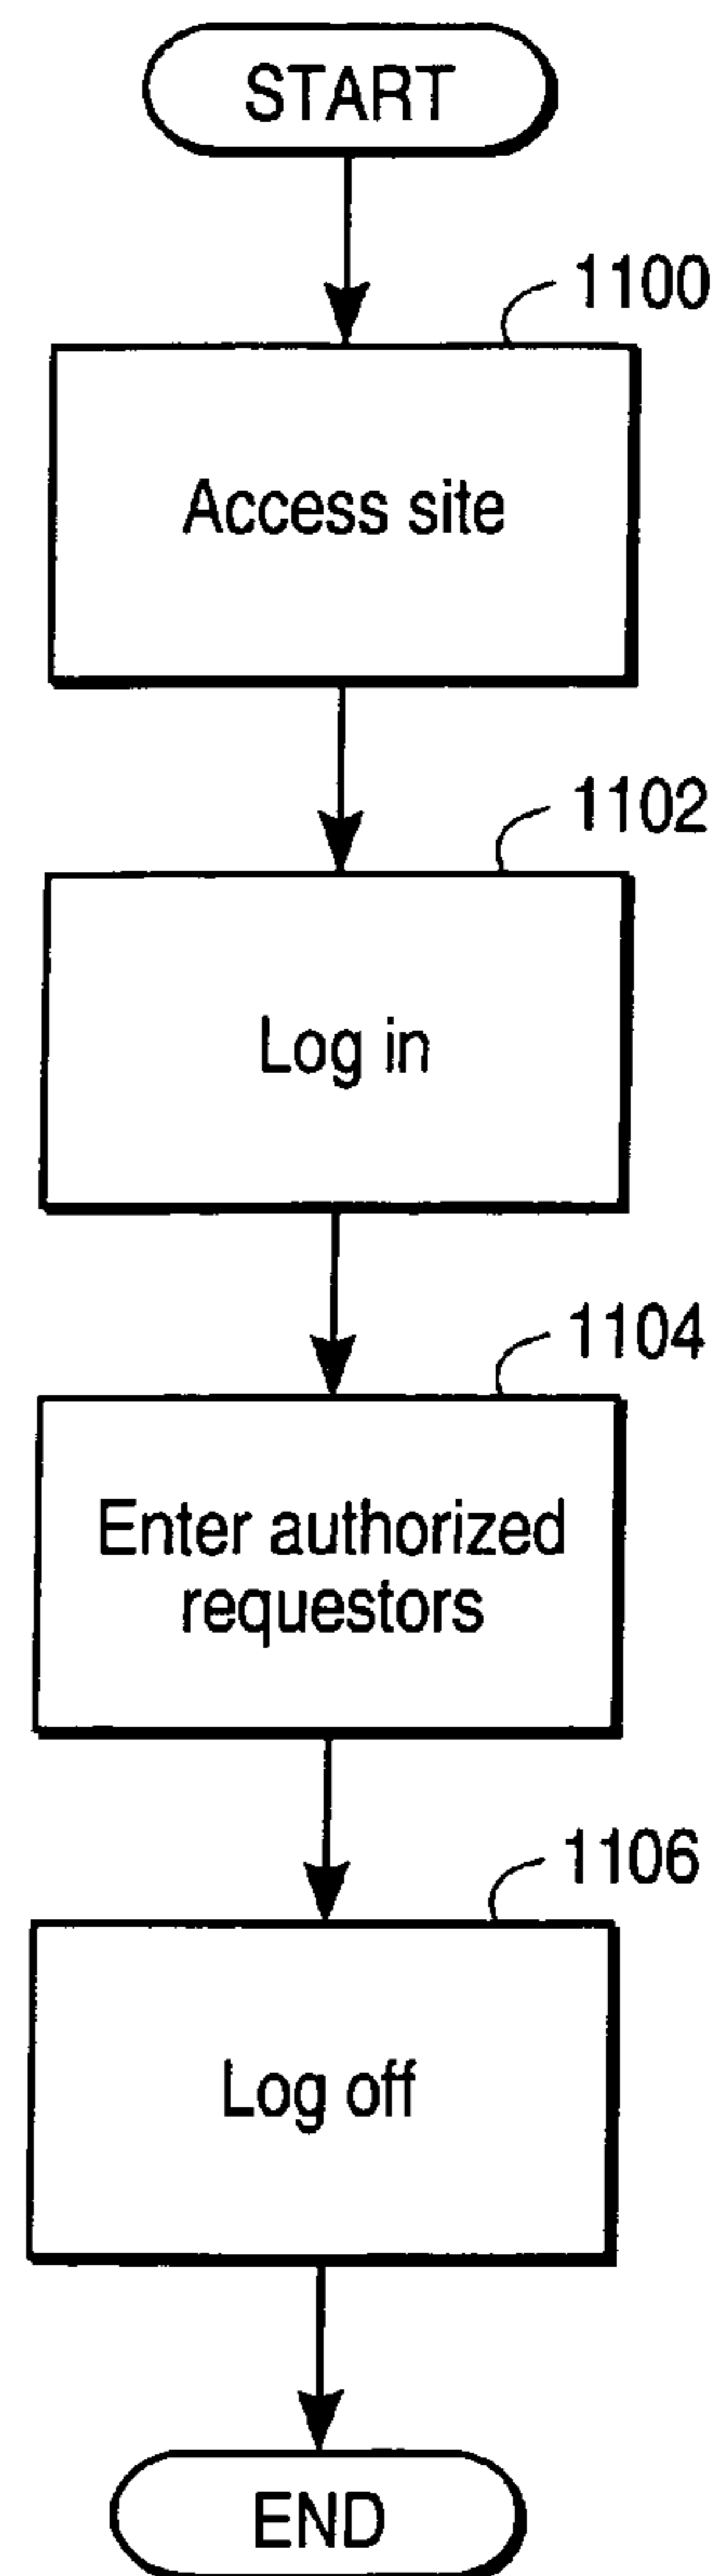 START
1100
Access site
1102
Log in
1104
Enter authorized
requestors
1106
Log off
END